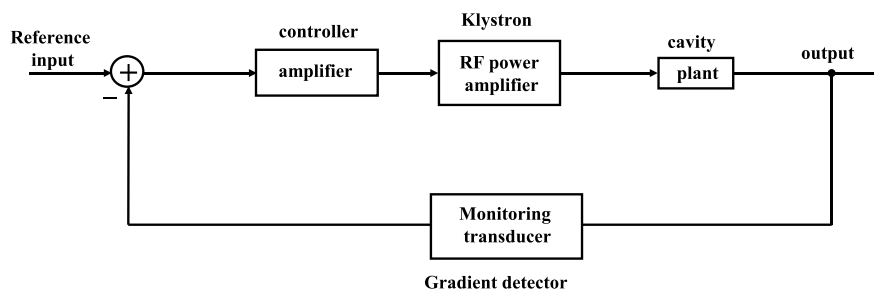 Klystron
controller
cavity
Reference
input
output
+
amplifier
RF power
amplifier
plant
−
Monitoring
transducer
Gradient detector